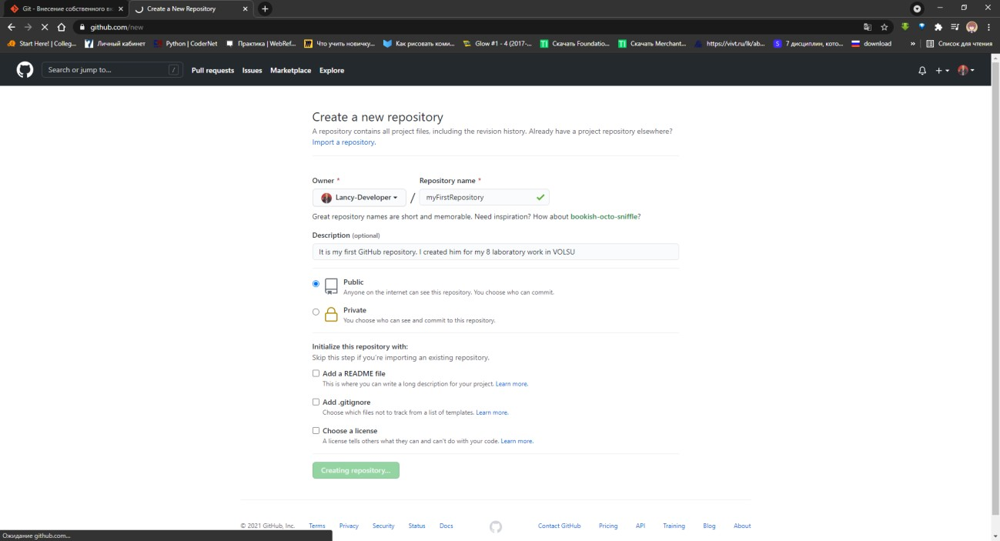 Git - Внесение собственного вк
Create a New Repository
github.com/new
Start Here! | Colleg...
Личный кабинет
Python | CoderNet
Практика | WebRef...
Что учить новичку...
Как рисовать коми...
Glow #1 - 4 (2017-...
Скачать Foundatio...
Скачать Merchant...
https://vivt.ru/lk/ab...
7 дисциплин, кото...
download
»
Список для чтения
Search or jump to...
/
Pull requests
Issues
Marketplace
Explore
Create a new repository
A repository contains all project files, including the revision history. Already have a project repository elsewhere?
Import a repository.
Owner *
Repository name *
Lancy-Developer
/
myFirstRepository
Great repository names are short and memorable. Need inspiration? How about bookish-octo-sniffle?
Description (optional)
It is my first GitHub repository. I created him for my 8 laboratory work in VOLSU
Public
Anyone on the internet can see this repository. You choose who can commit.
Private
You choose who can see and commit to this repository.
Initialize this repository with:
Skip this step if you're importing an existing repository.
Add a README file
This is where you can write a long description for your project. Learn more.
Add .gitignore
Choose which files not to track from a list of templates. Learn more.
Choose a license
A license tells others what they can and can't do with your code. Learn more.
Creating repository...
© 2021 GitHub, Inc.
Terms
Privacy
Security
Status
Docs
Contact GitHub
Pricing
API
Training
Blog
About
Ожидание github.com...